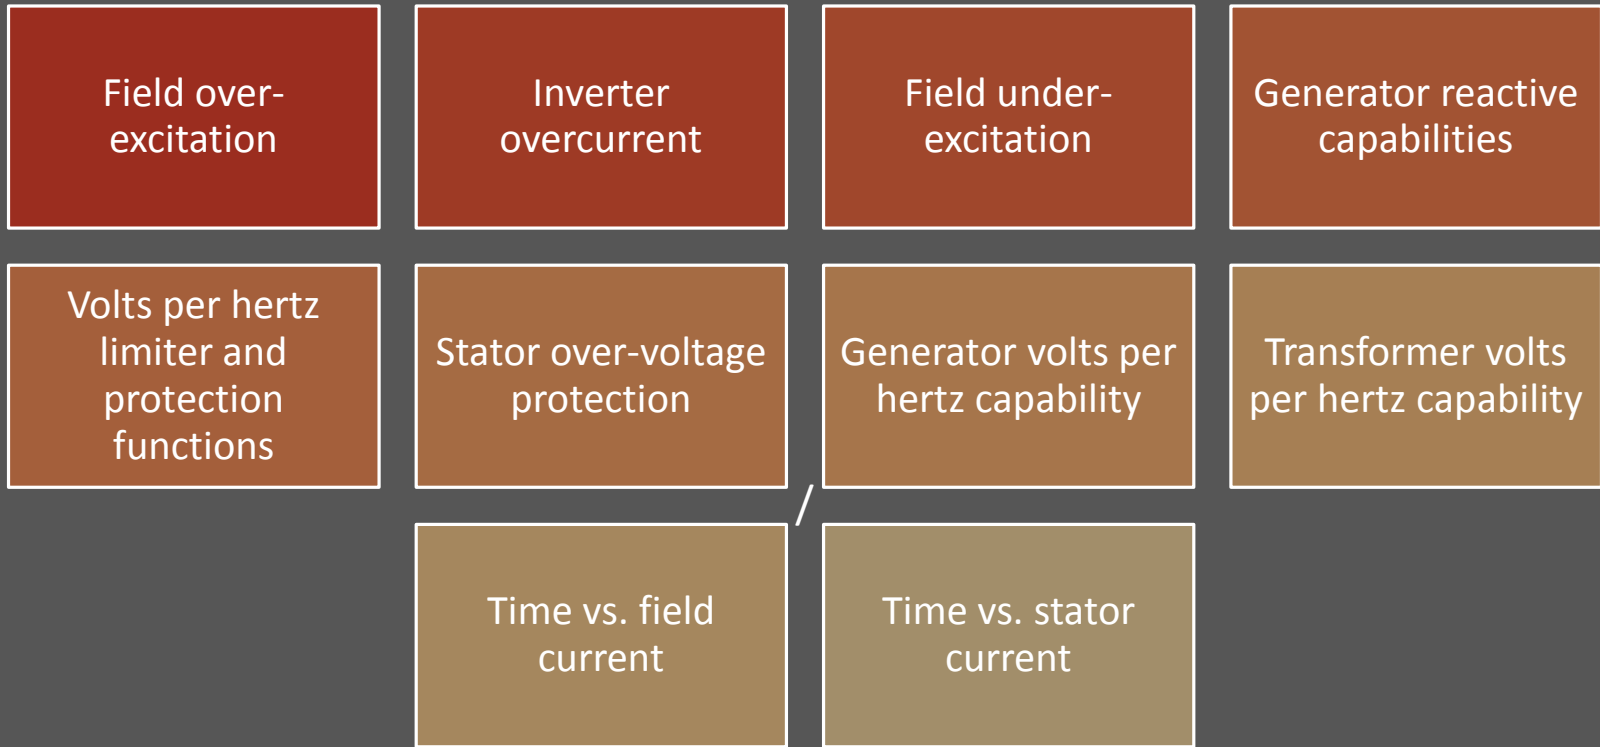 Field over-
excitation
Inverter
overcurrent
Field under-
excitation
Generator reactive
capabilities
Volts per hertz
limiter and
protection
functions
Stator over-voltage
protection
Generator volts per
hertz capability
Transformer volts
per hertz capability
/
Time vs. field
current
Time vs. stator
current